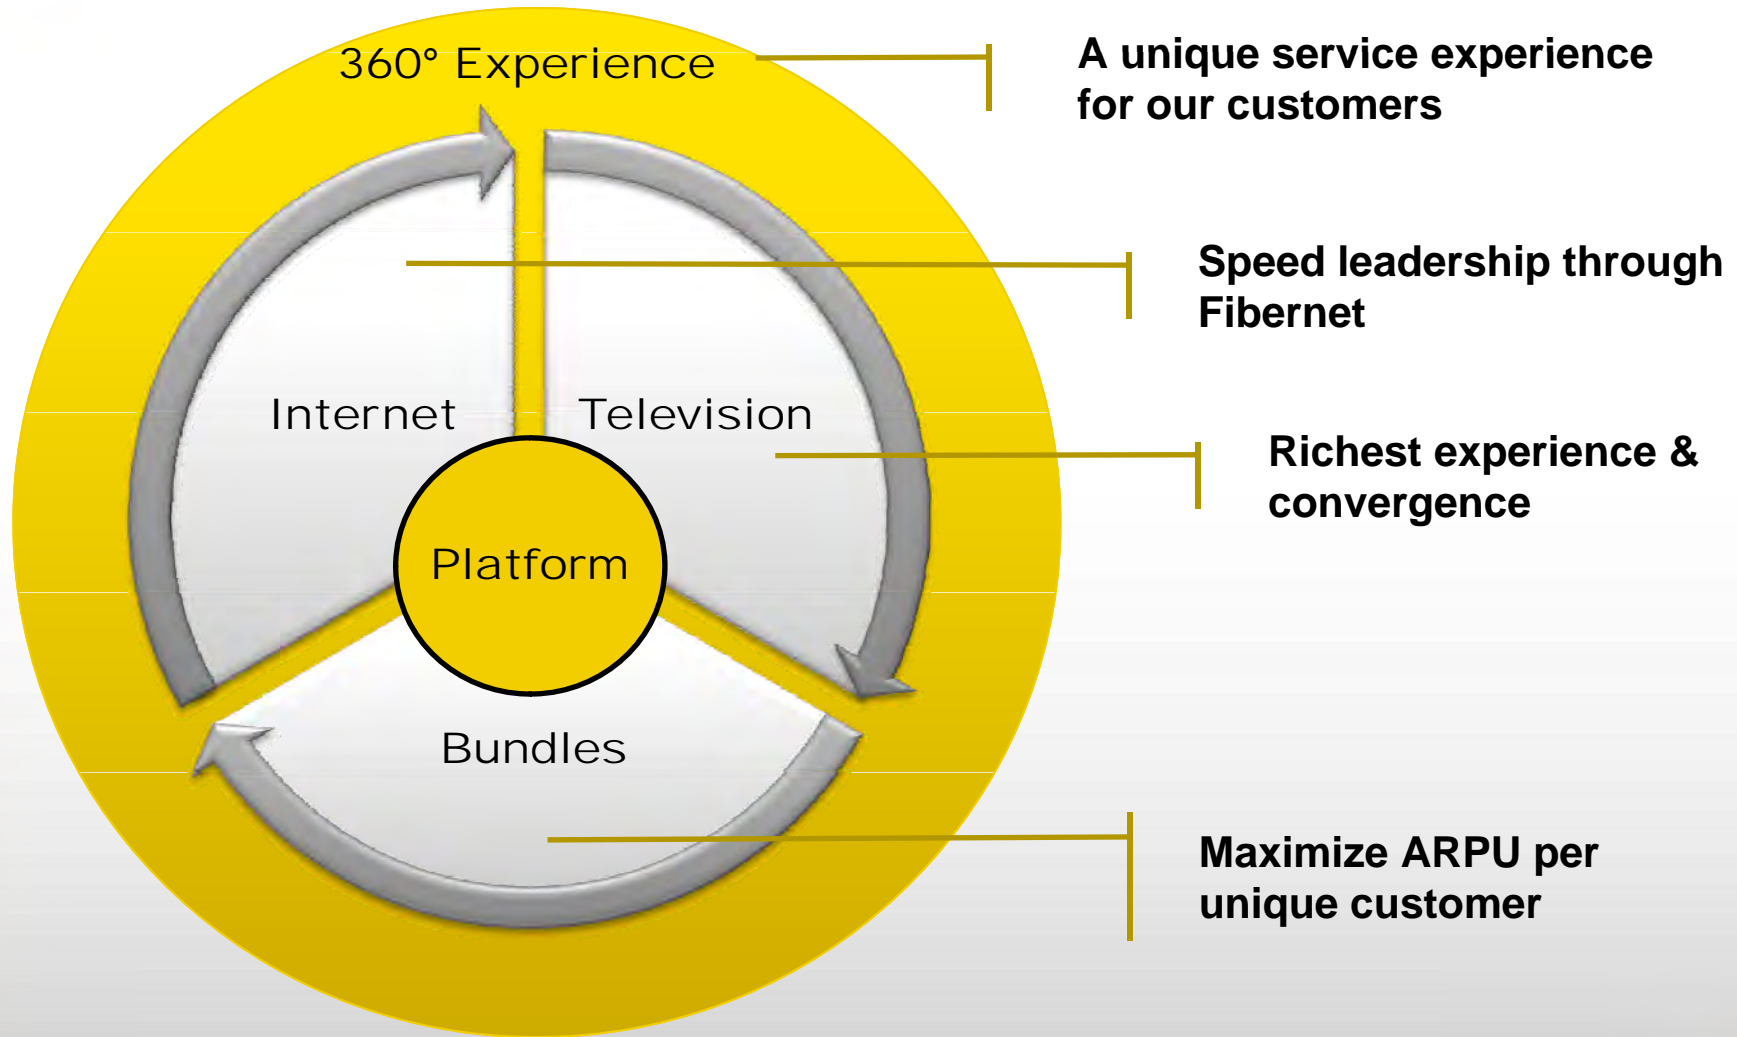 360° Experience
A unique service experience
for our customers
Speed leadership through
Fibernet
Internet
Television
Richest experience &
convergence
Platform
Bundles
Maximize ARPU per
unique customer